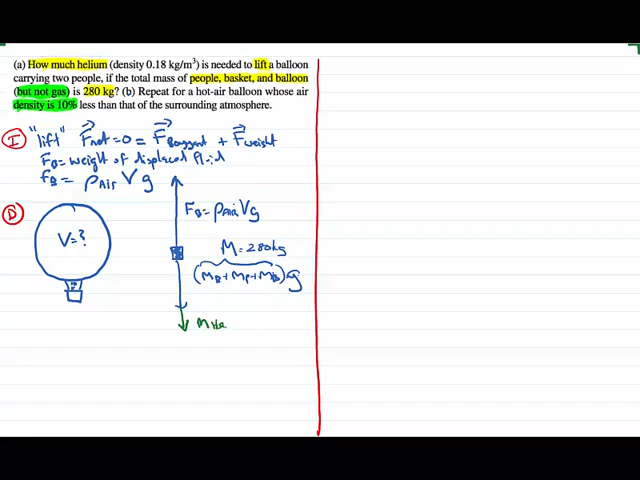 (a) How much helium (density 0.18 kg/m³) is needed to lift a balloon
carrying two people, if the total mass of people, basket, and balloon
(but not gas) is 280 kg? (b) Repeat for a hot-air balloon whose air
density is 10% less than that of the surrounding atmosphere.
I "lift" F⃗net = 0 = F⃗Buoyant + F⃗weight
FB = weight of displaced fluid
FB = ρAir V g
D
V = ?
FB = ρAir V g
M = 280 kg
(MB + MP + MB) g
MHe